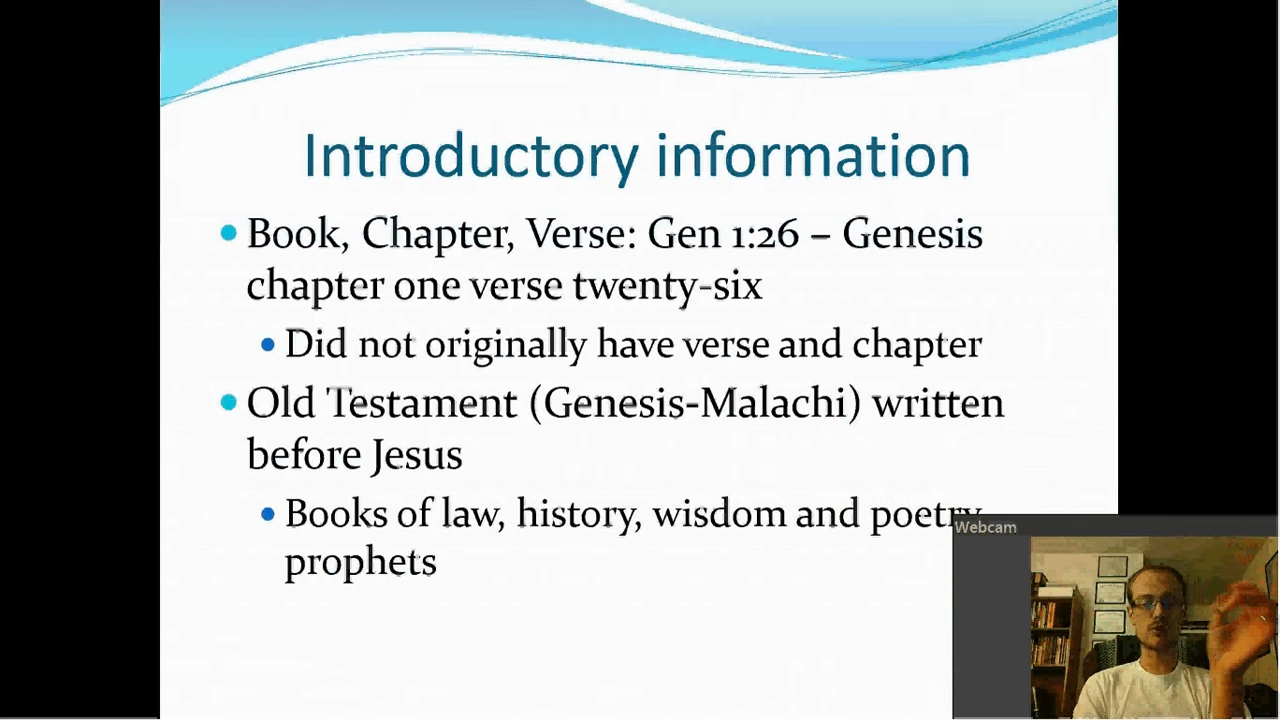 Introductory information
Book, Chapter, Verse: Gen 1:26 – Genesis
chapter one verse twenty-six
Did not originally have verse and chapter
Old Testament (Genesis-Malachi) written
before Jesus
Books of law, history, wisdom and poetry
prophets
Webcam